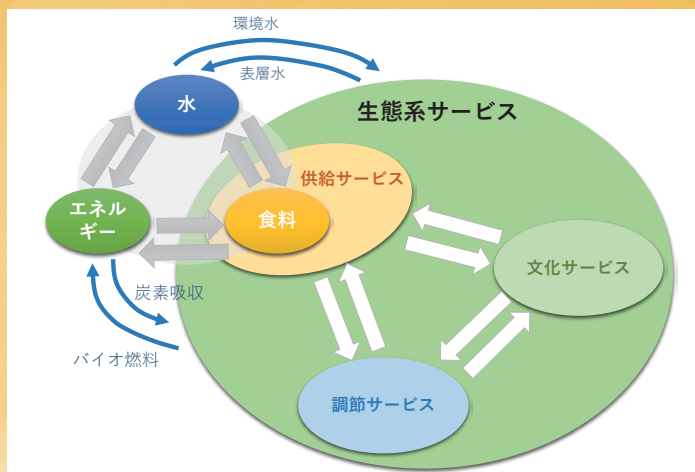 環境水
表層水
水
生態系サービス
供給サービス
エネル
ギー
食料
文化サービス
炭素吸収
バイオ燃料
調節サービス